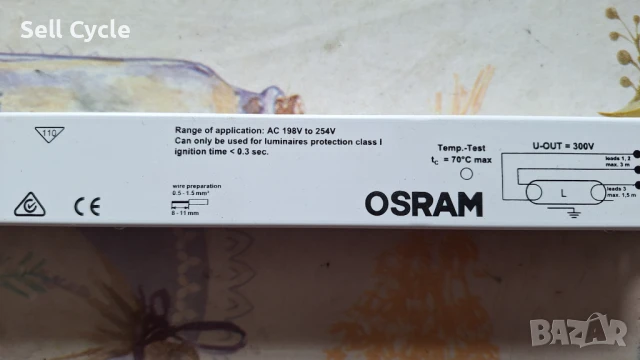 Sell Cycle
110
Range of application: AC 198V to 254V
Can only be used for luminaires protection class I
ignition time < 0.3 sec.
wire preparation
0.5 - 1.5 mm²
8 - 11 mm
CE
OSRAM
Temp.-Test
tc = 70°C max
U-OUT = 300V
leads 1, 2
max. 3 m
leads 3
max. 1,5 m
L
BAZAR
bg